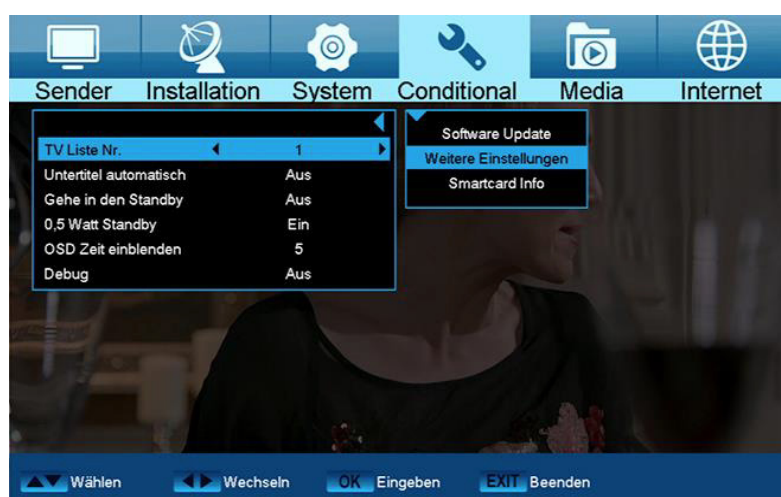 Sender Installation System Conditional Media Internet
TV Liste Nr. 1
Untertitel automatisch Aus
Gehe in den Standby Aus
0,5 Watt Standby Ein
OSD Zeit einblenden 5
Debug Aus
Software Update
Weitere Einstellungen
Smartcard Info
Wählen Wechseln OK Eingeben EXIT Beenden